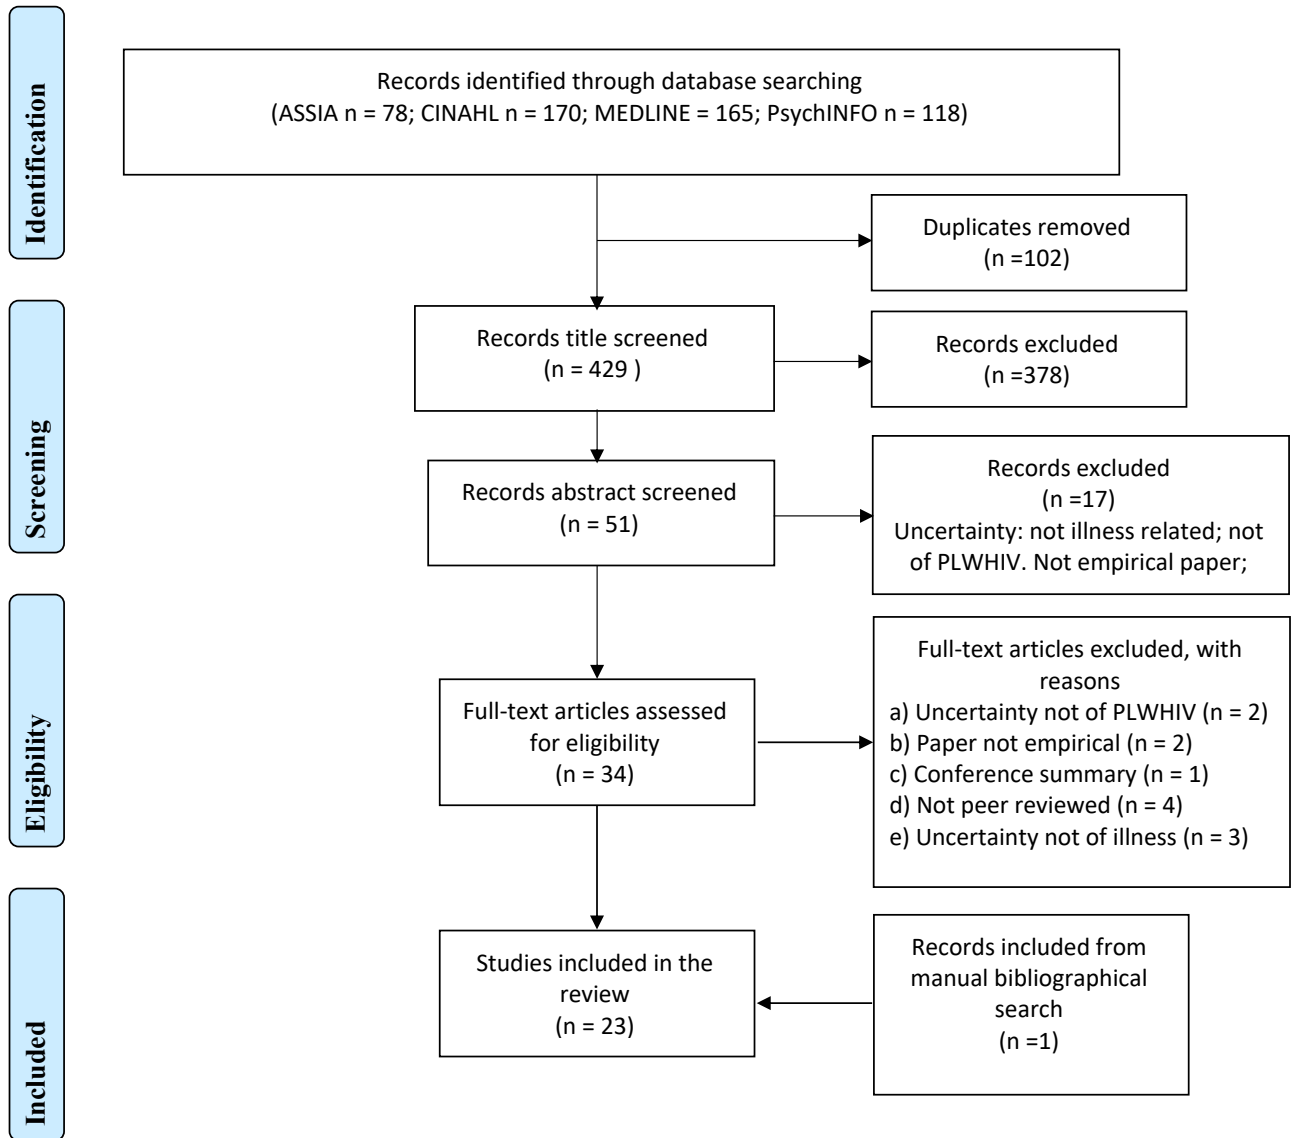 Identification
Records identified through database searching
(ASSIA n = 78; CINAHL n = 170; MEDLINE = 165; PsychINFO n = 118)
Duplicates removed
(n =102)
Screening
Records title screened
(n = 429 )
Records excluded
(n =378)
Records abstract screened
(n = 51)
Records excluded
(n =17)
Uncertainty: not illness related; not
of PLWHIV. Not empirical paper;
Eligibility
Full-text articles assessed
for eligibility
(n = 34)
Full-text articles excluded, with
reasons
a) Uncertainty not of PLWHIV (n = 2)
b) Paper not empirical (n = 2)
c) Conference summary (n = 1)
d) Not peer reviewed (n = 4)
e) Uncertainty not of illness (n = 3)
Included
Studies included in the
review
(n = 23)
Records included from
manual bibliographical
search
(n =1)